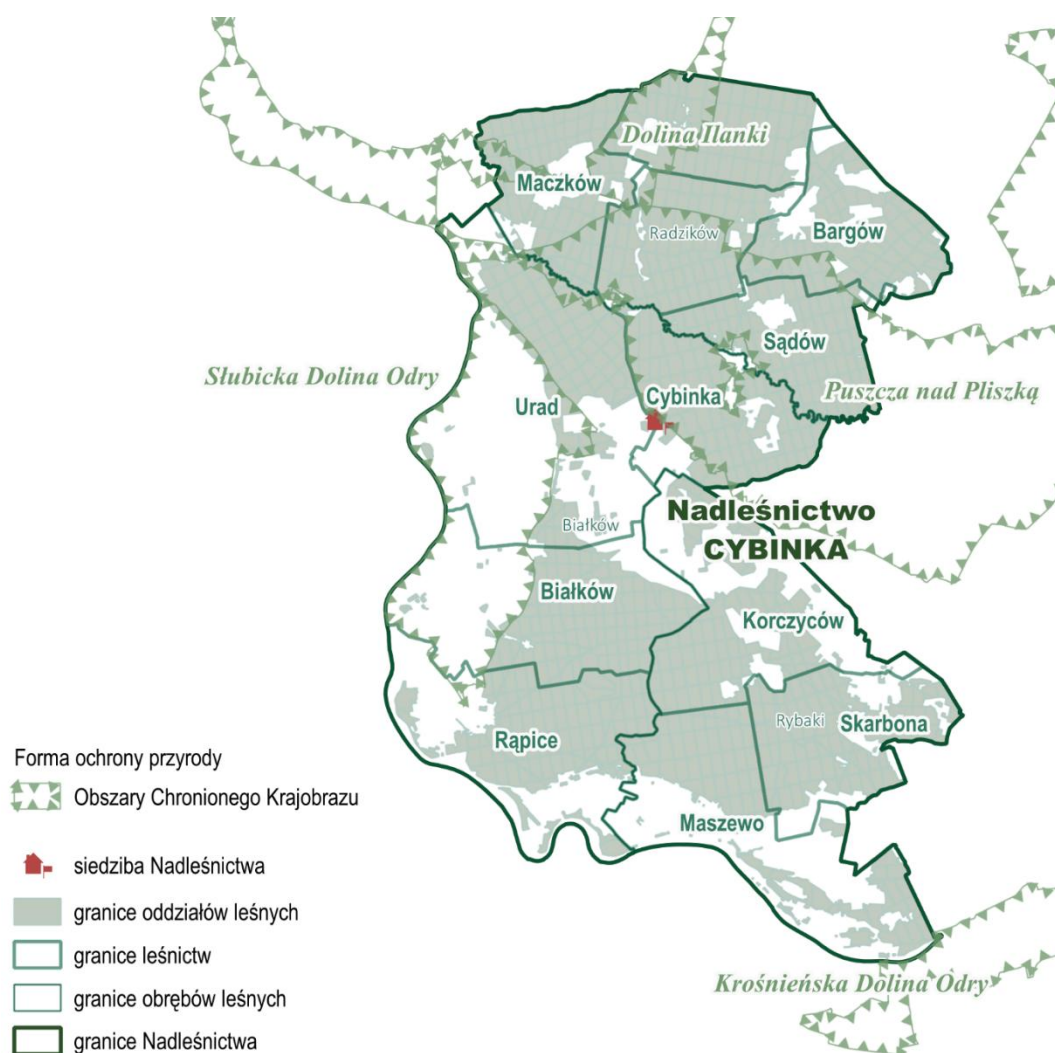 Dolina Ilanki
Maczków
Radzików
Bargów
Sądów
Słubicka Dolina Odry
Puszcza nad Pliszką
Cybinka
Urad
Nadleśnictwo
CYBINKA
Białków
Białków
Korczyców
Rybaki
Skarbona
Rąpice
Maszewo
Krośnieńska Dolina Odry
Forma ochrony przyrody
Obszary Chronionego Krajobrazu
siedziba Nadleśnictwa
granice oddziałów leśnych
granice leśnictw
granice obrębów leśnych
granice Nadleśnictwa